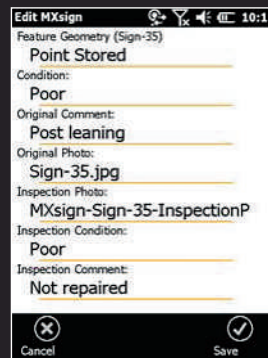 Edit MXsign 10:1
Feature Geometry (Sign-35)
Point Stored
Condition:
Poor
Original Comment:
Post leaning
Original Photo:
Sign-35.jpg
Inspection Photo:
MXsign-Sign-35-InspectionP
Inspection Condition:
Poor
Inspection Comment:
Not repaired
Cancel Save